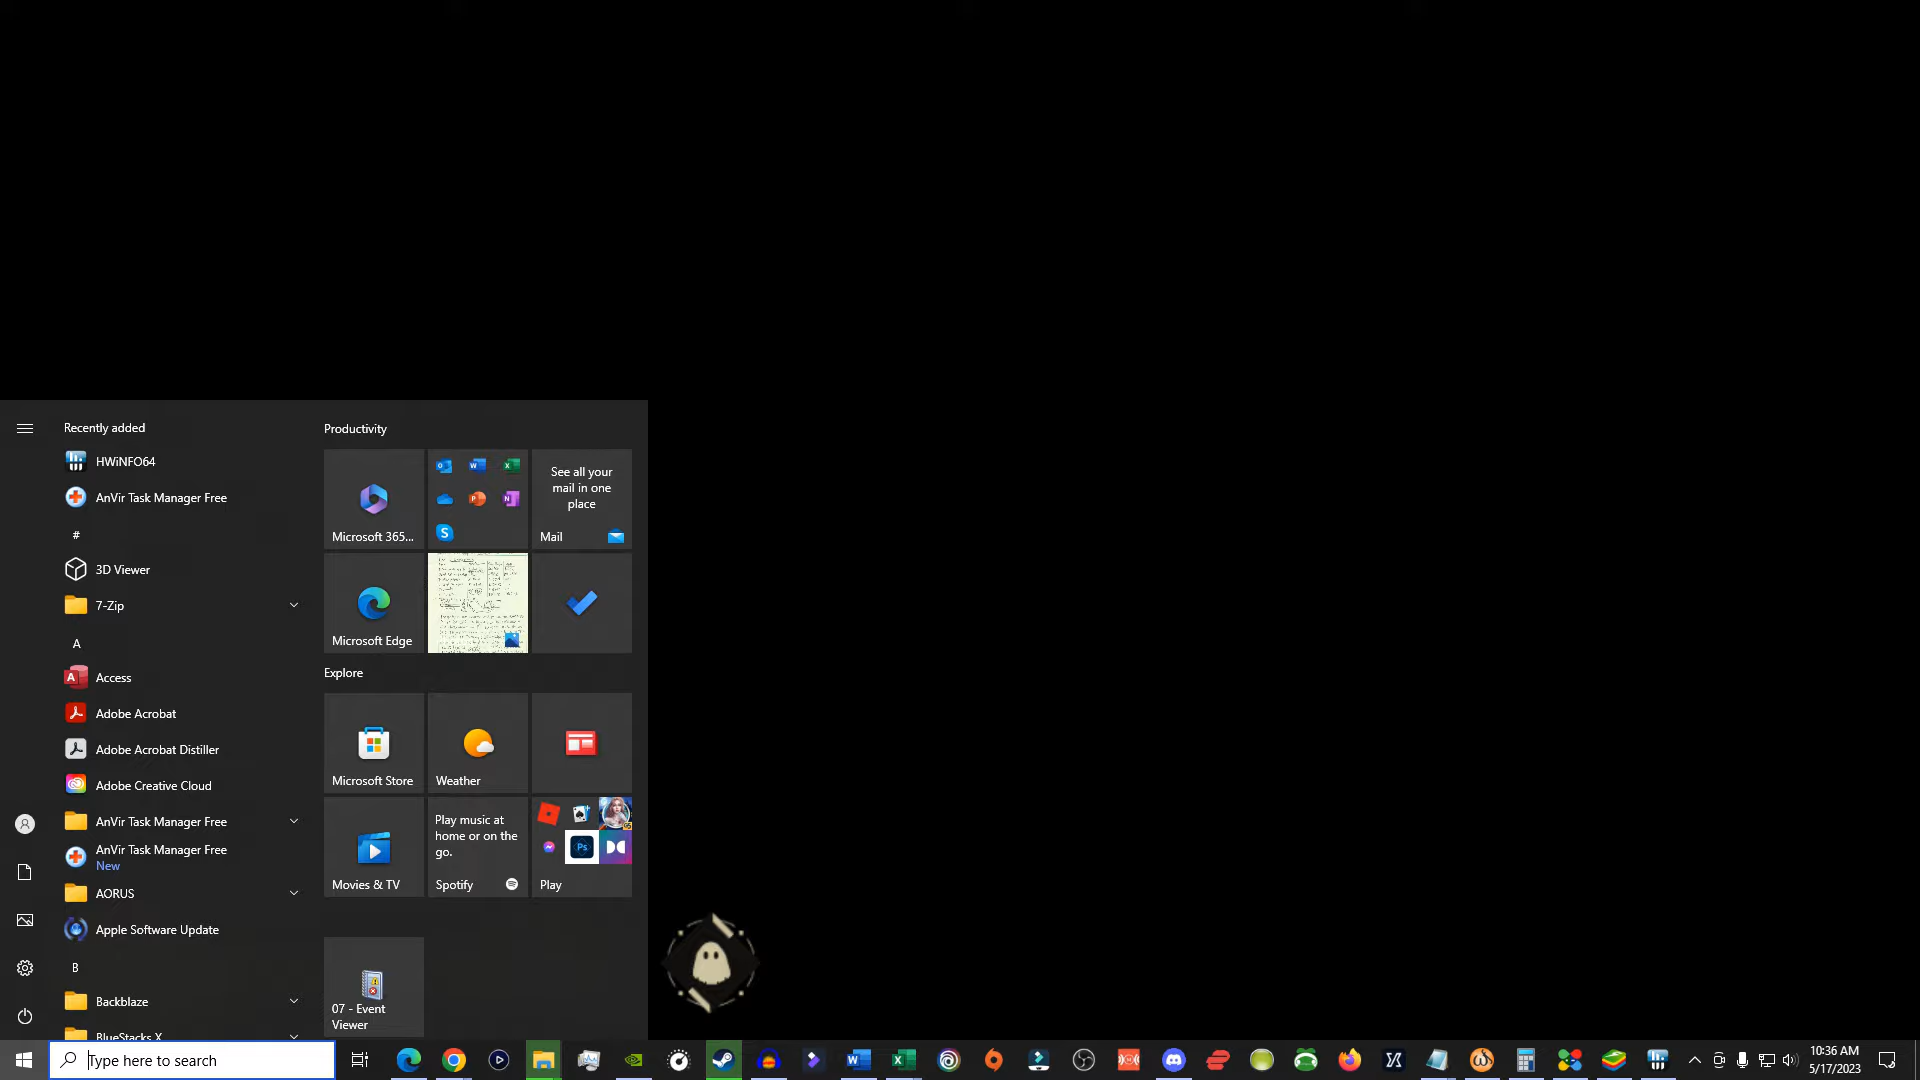 Recently added
HWiNFO64
AnVir Task Manager Free
#
3D Viewer
7-Zip
A
Access
Adobe Acrobat
Adobe Acrobat Distiller
Adobe Creative Cloud
AnVir Task Manager Free
AnVir Task Manager Free
New
AORUS
Apple Software Update
B
Backblaze
BlueStacks X
Productivity
Microsoft 365...
See all your
mail in one
place
Mail
Microsoft Edge
Explore
Microsoft Store
Weather
Movies & TV
Play music at
home or on the
go.
Spotify
Ps
Play
07 - Event
Viewer
Type here to search
10:36 AM
5/17/2023